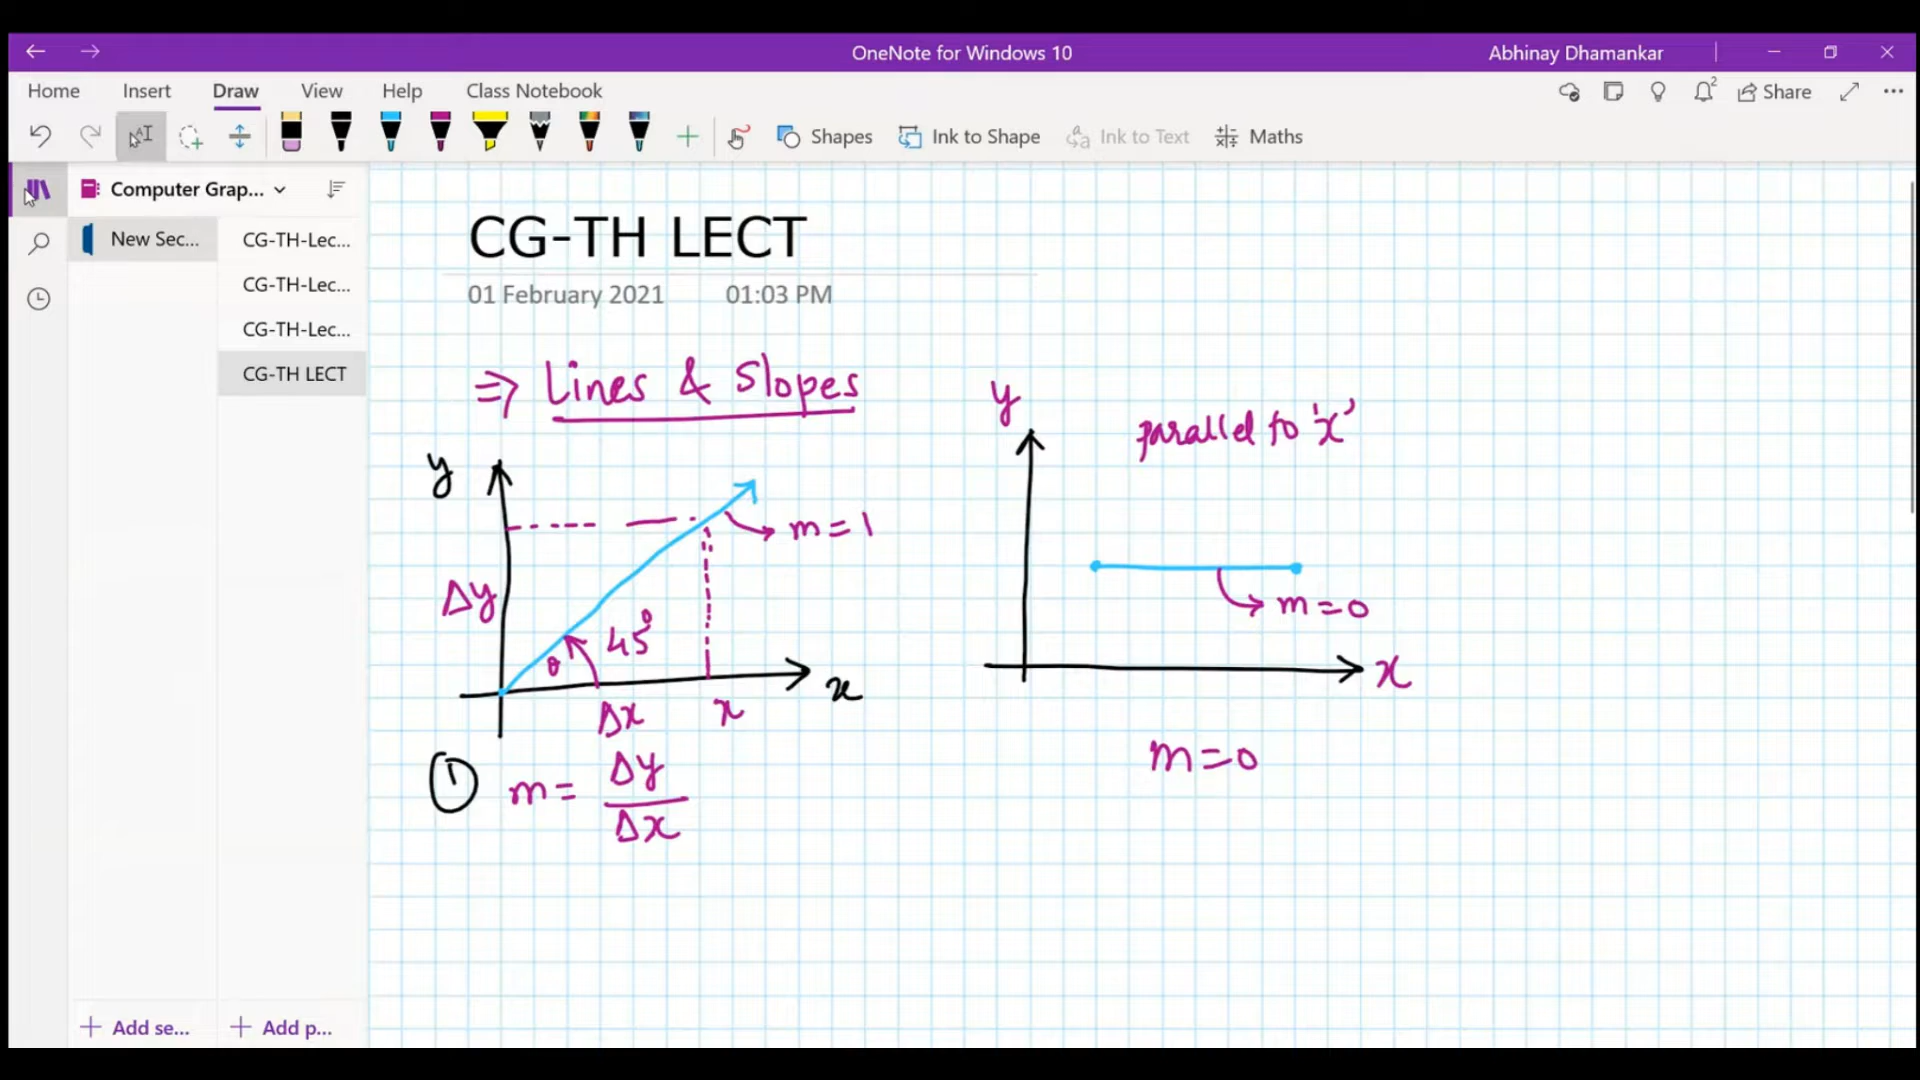 OneNote for Windows 10
Abhinay Dhamankar
Home Insert Draw View Help Class Notebook
2 Share
Shapes Ink to Shape Ink to Text Maths
Computer Grap...
New Sec...
CG-TH-Lec...
CG-TH-Lec...
CG-TH-Lec...
CG-TH LECT
Add se... Add p...
CG-TH LECT
01 February 2021 01:03 PM
⇒ Lines & Slopes
y
m = 1
Δy
θ 45°
x
Δx x
① m = Δy/Δx
y
parallel to 'x'
m = 0
x
m = 0